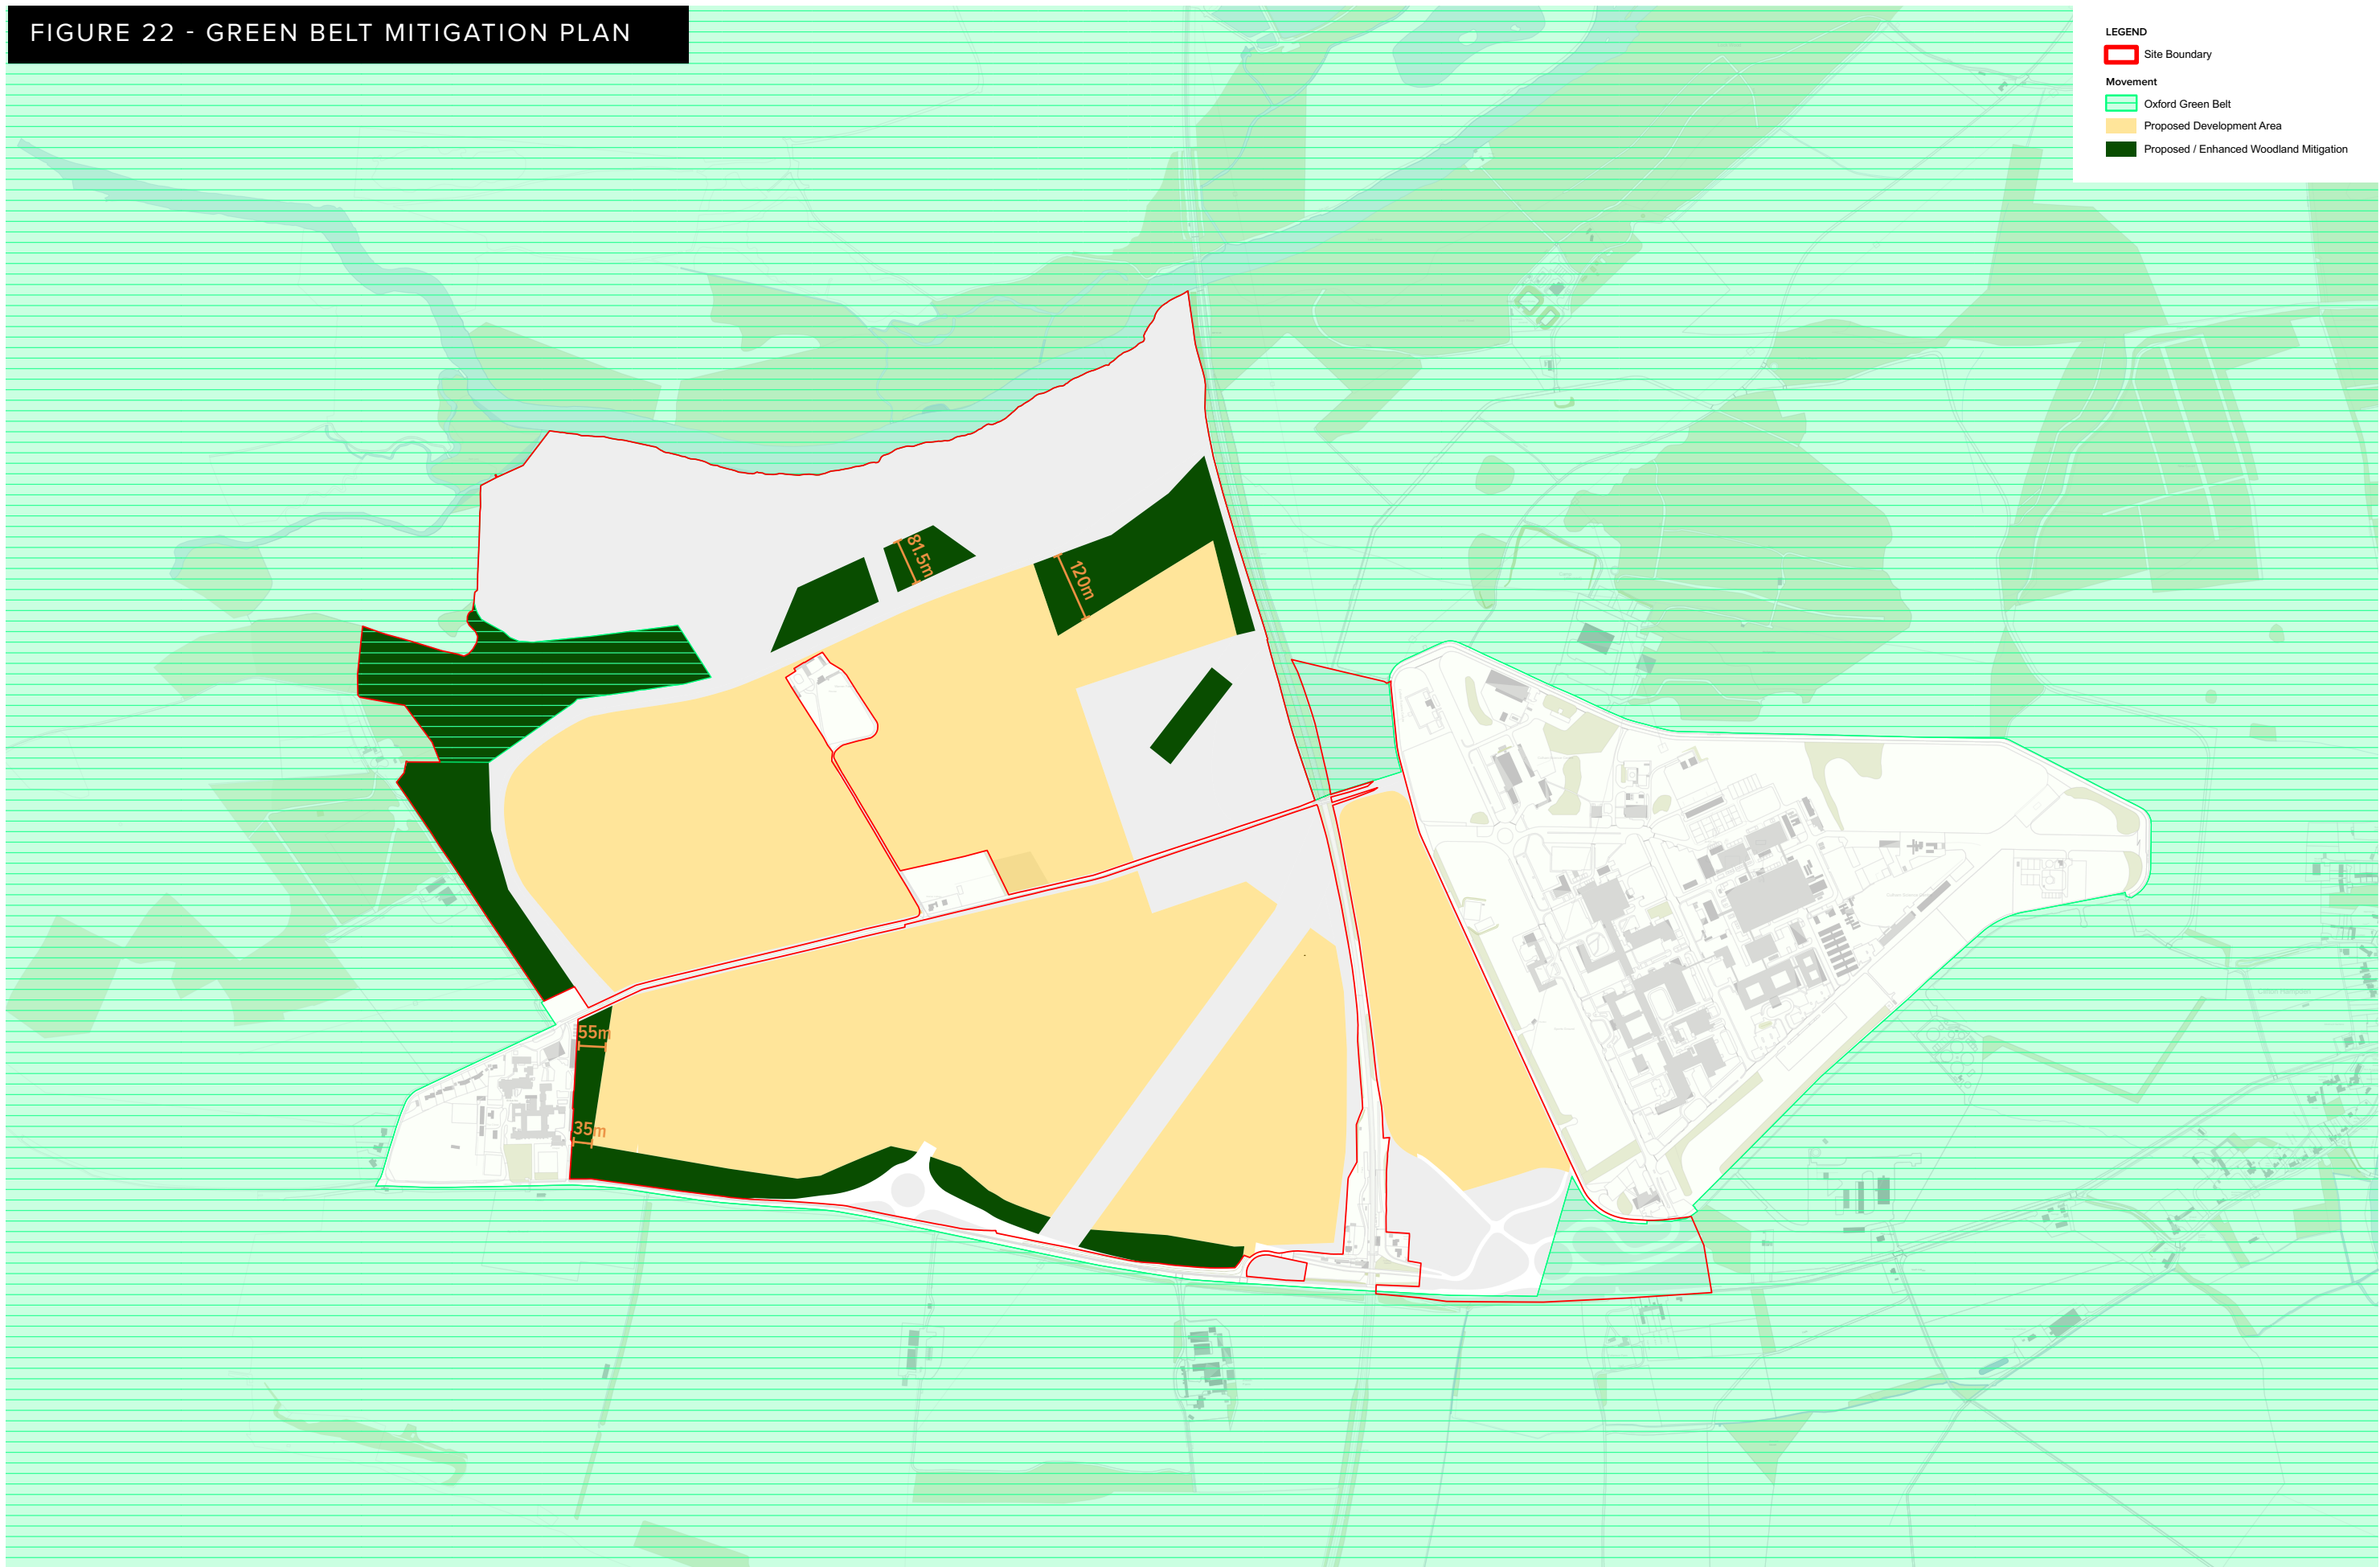 FIGURE 22 - GREEN BELT MITIGATION PLAN
LEGEND
Site Boundary
Movement
Oxford Green Belt
Proposed Development Area
Proposed / Enhanced Woodland Mitigation
81.5m
120m
55m
35m